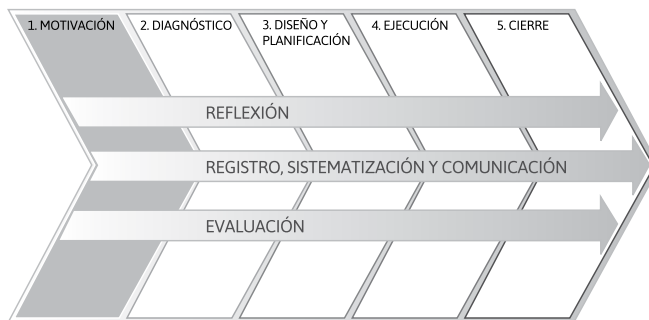 1. MOTIVACIÓN
2. DIAGNÓSTICO
3. DISEÑO Y
PLANIFICACIÓN
4. EJECUCIÓN
5. CIERRE
REFLEXIÓN
REGISTRO, SISTEMATIZACIÓN Y COMUNICACIÓN
EVALUACIÓN